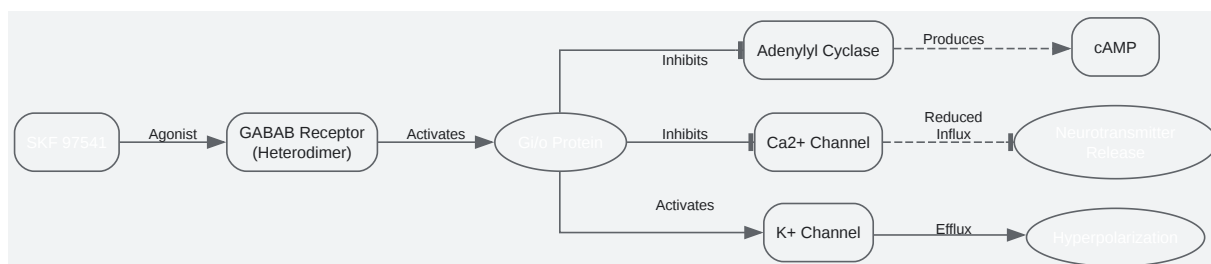 Produces
Adenylyl Cyclase
cAMP
Inhibits
SKF 97541
Agonist
GABAB Receptor
(Heterodimer)
Activates
Gi/o Protein
Inhibits
Ca2+ Channel
Reduced
Influx
Neurotransmitter
Release
Activates
K+ Channel
Efflux
Hyperpolarization